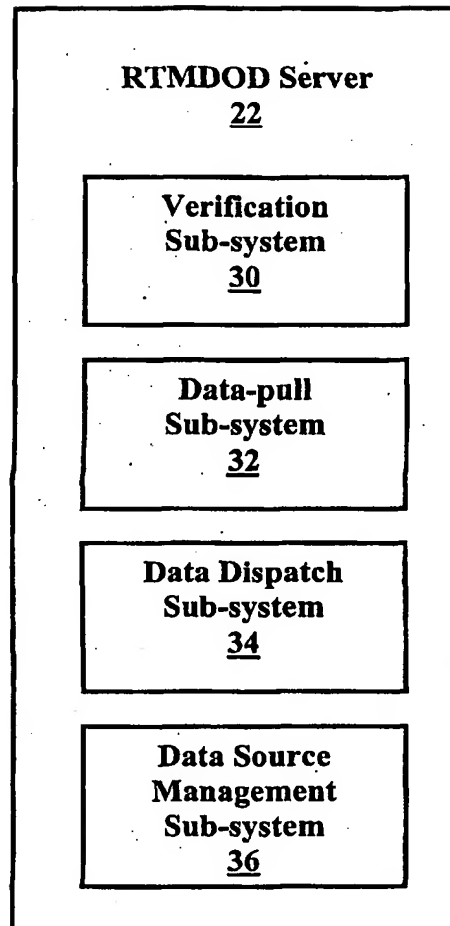 RTMDOD Server
22
Verification
Sub-system
30
Data-pull
Sub-system
32
Data Dispatch
Sub-system
34
Data Source
Management
Sub-system
36